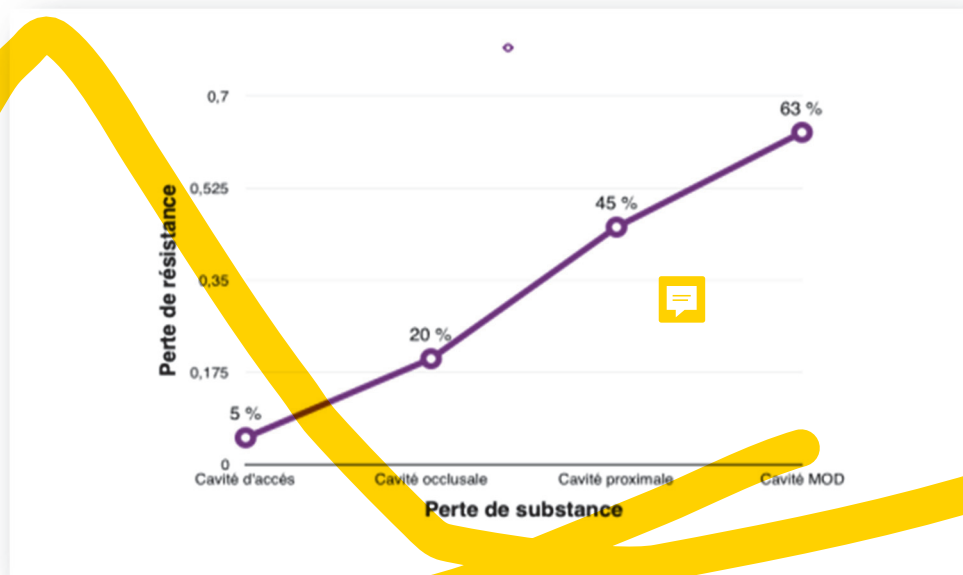 0,7
63 %
0,525
45 %
0,35
20 %
0,175
5 %
0
Perte de résistance
Cavité d'accés
Cavité occlusale
Cavité proximale
Cavité MOD
Perte de substance